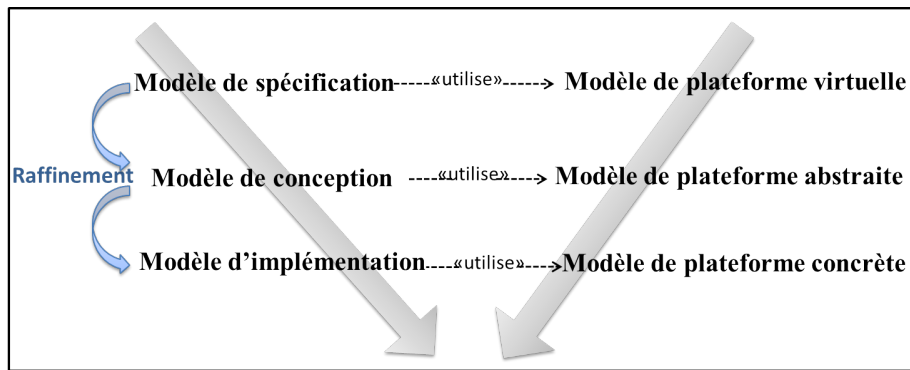 Modèle de spécification «utilise» Modèle de plateforme virtuelle
Raffinement Modèle de conception «utilise» Modèle de plateforme abstraite
Modèle d’implémentation «utilise» Modèle de plateforme concrète